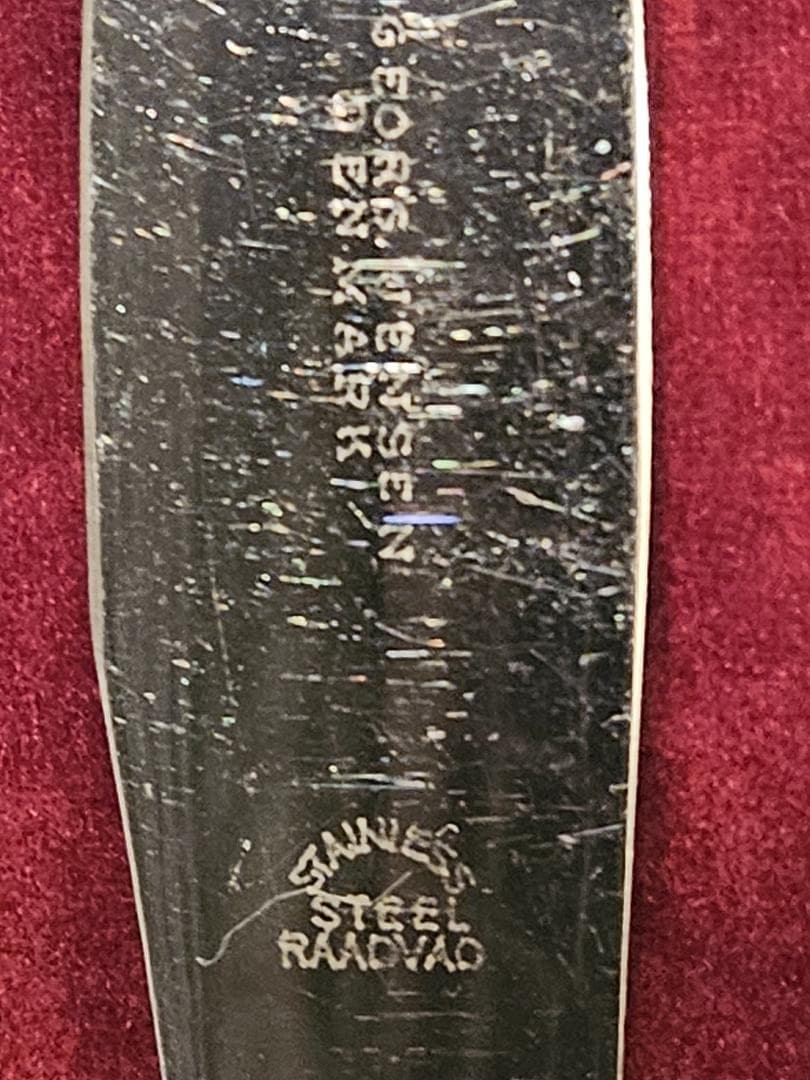 GEORG JENSEN
DENMARK
STAINLESS
STEEL
RAADVAD